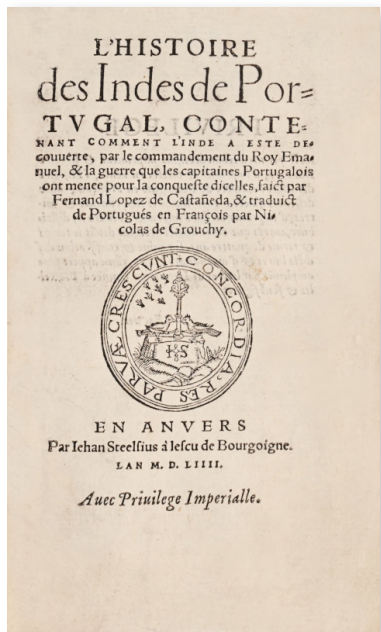 L'HISTOIRE
des Indes de Por=
TVGAL, CONTE=
NANT COMMENT L'INDE A ESTE DE=
couuerte, par le commandement du Roy Ema=
nuel, & la guerre que les capitaines Portugalois
ont menee pour la conqueste dicelles, faict par
Fernand Lopez de Castañeda, & traduict
de Portugués en François par Ni=
colas de Grouchy.
CONCORDIA · RES PARVÆ CRESCVNT ·
I S
EN ANVERS
Par Iehan Steelsius à lescu de Bourgoigne.
LAN M. D. LIIII.
Auec Priuilege Imperialle.